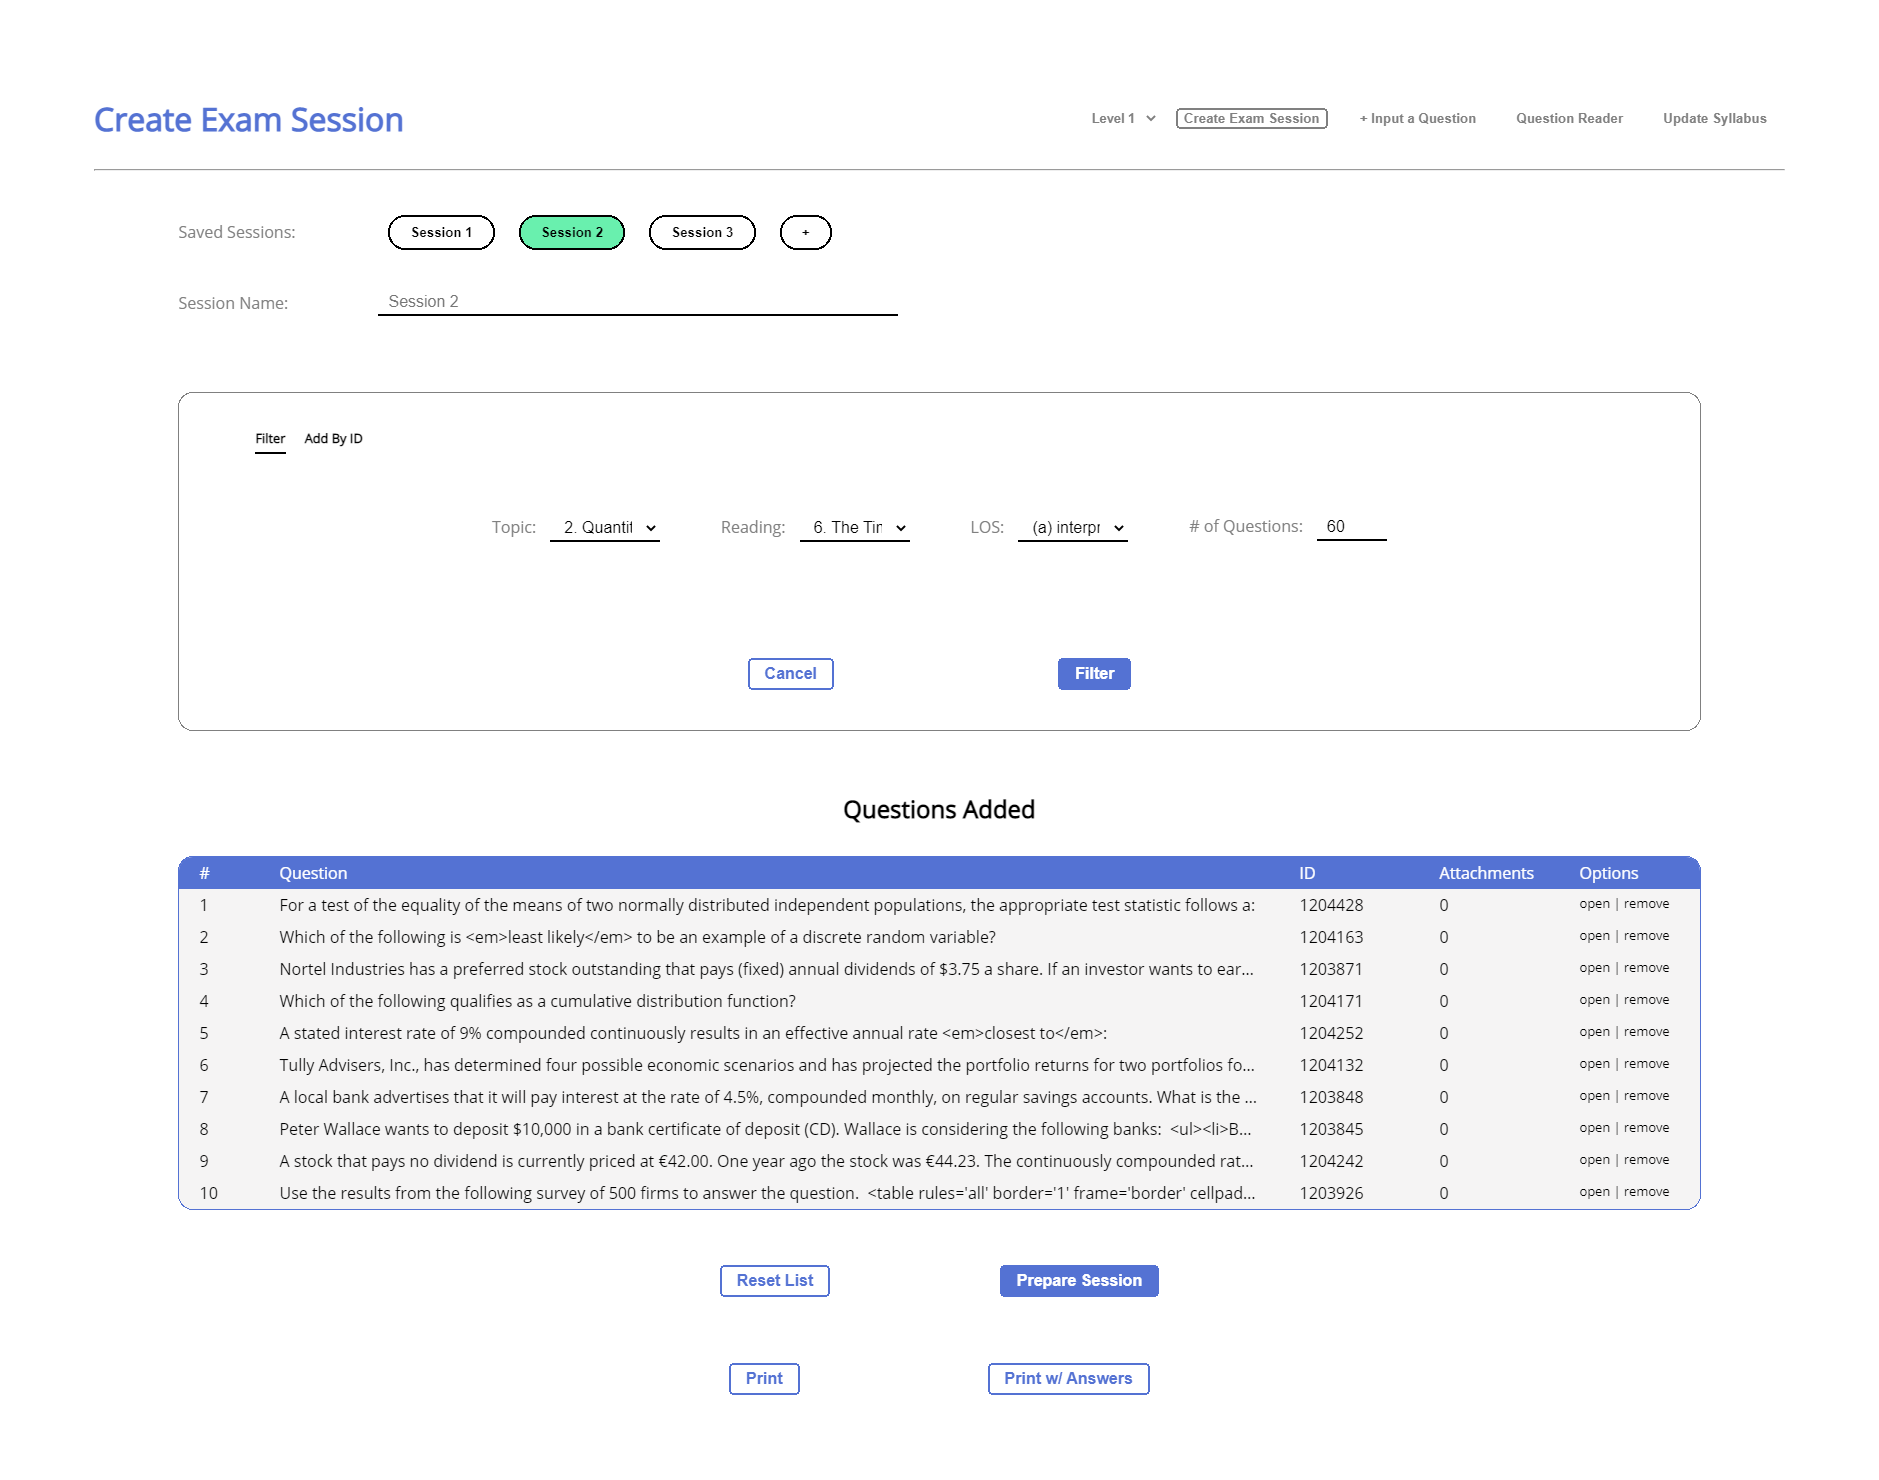 Create Exam Session
Level 1 Create Exam Session + Input a Question Question Reader Update Syllabus
Saved Sessions: Session 1 Session 2 Session 3 +
Session Name: Session 2
Filter Add By ID
Topic: 2. Quantit Reading: 6. The Tir LOS: (a) interpr # of Questions: 60
Cancel Filter
Questions Added
# Question ID Attachments Options
1 For a test of the equality of the means of two normally distributed independent populations, the appropriate test statistic follows a: 1204428 0 open | remove
2 Which of the following is <em>least likely</em> to be an example of a discrete random variable? 1204163 0 open | remove
3 Nortel Industries has a preferred stock outstanding that pays (fixed) annual dividends of $3.75 a share. If an investor wants to ear... 1203871 0 open | remove
4 Which of the following qualifies as a cumulative distribution function? 1204171 0 open | remove
5 A stated interest rate of 9% compounded continuously results in an effective annual rate <em>closest to</em>: 1204252 0 open | remove
6 Tully Advisers, Inc., has determined four possible economic scenarios and has projected the portfolio returns for two portfolios fo... 1204132 0 open | remove
7 A local bank advertises that it will pay interest at the rate of 4.5%, compounded monthly, on regular savings accounts. What is the ... 1203848 0 open | remove
8 Peter Wallace wants to deposit $10,000 in a bank certificate of deposit (CD). Wallace is considering the following banks: <ul><li>B... 1203845 0 open | remove
9 A stock that pays no dividend is currently priced at €42.00. One year ago the stock was €44.23. The continuously compounded rat... 1204242 0 open | remove
10 Use the results from the following survey of 500 firms to answer the question. <table rules='all' border='1' frame='border' cellpad... 1203926 0 open | remove
Reset List Prepare Session
Print Print w/ Answers